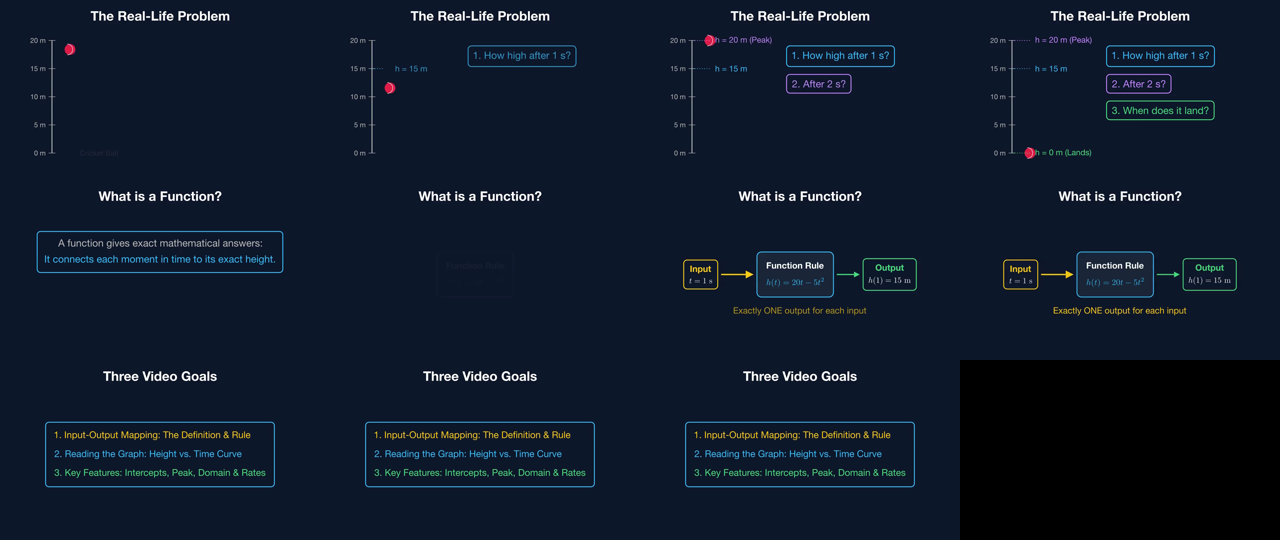 The Real-Life Problem
20 m
15 m
10 m
5 m
0 m
Cricket Ball
The Real-Life Problem
20 m
15 m
10 m
5 m
0 m
h = 15 m
1. How high after 1 s?
The Real-Life Problem
20 m
15 m
10 m
5 m
0 m
h = 20 m (Peak)
h = 15 m
1. How high after 1 s?
2. After 2 s?
The Real-Life Problem
20 m
15 m
10 m
5 m
0 m
h = 20 m (Peak)
h = 15 m
h = 0 m (Lands)
1. How high after 1 s?
2. After 2 s?
3. When does it land?
What is a Function?
A function gives exact mathematical answers:
It connects each moment in time to its exact height.
What is a Function?
Function Rule
What is a Function?
Input
t = 1 s
Function Rule
h(t) = 20t − 5t²
Output
h(1) = 15 m
Exactly ONE output for each input
What is a Function?
Input
t = 1 s
Function Rule
h(t) = 20t − 5t²
Output
h(1) = 15 m
Exactly ONE output for each input
Three Video Goals
1. Input-Output Mapping: The Definition & Rule
2. Reading the Graph: Height vs. Time Curve
3. Key Features: Intercepts, Peak, Domain & Rates
Three Video Goals
1. Input-Output Mapping: The Definition & Rule
2. Reading the Graph: Height vs. Time Curve
3. Key Features: Intercepts, Peak, Domain & Rates
Three Video Goals
1. Input-Output Mapping: The Definition & Rule
2. Reading the Graph: Height vs. Time Curve
3. Key Features: Intercepts, Peak, Domain & Rates